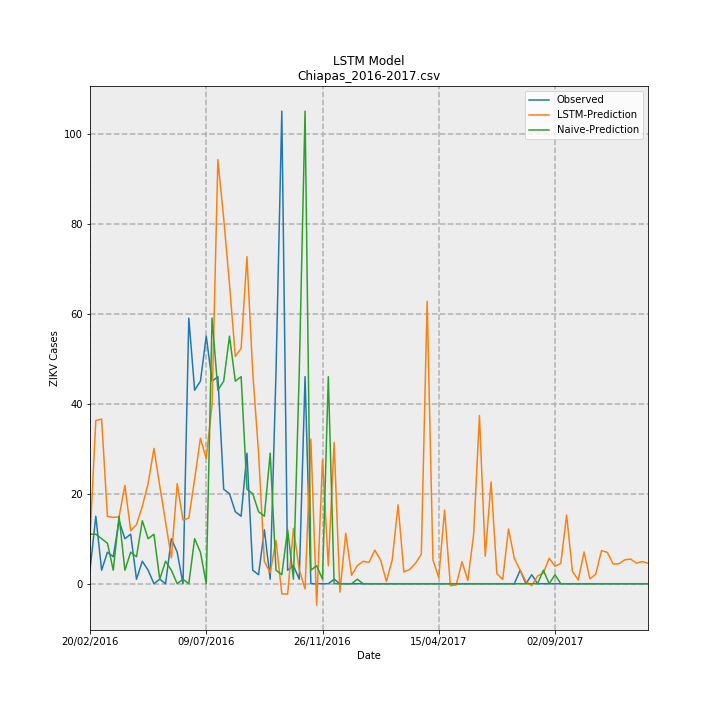 LSTM Model
Chiapas_2016-2017.csv
Observed
LSTM-Prediction
Naive-Prediction
ZIKV Cases
100
80
60
40
20
0
20/02/2016 09/07/2016 26/11/2016 15/04/2017 02/09/2017
Date